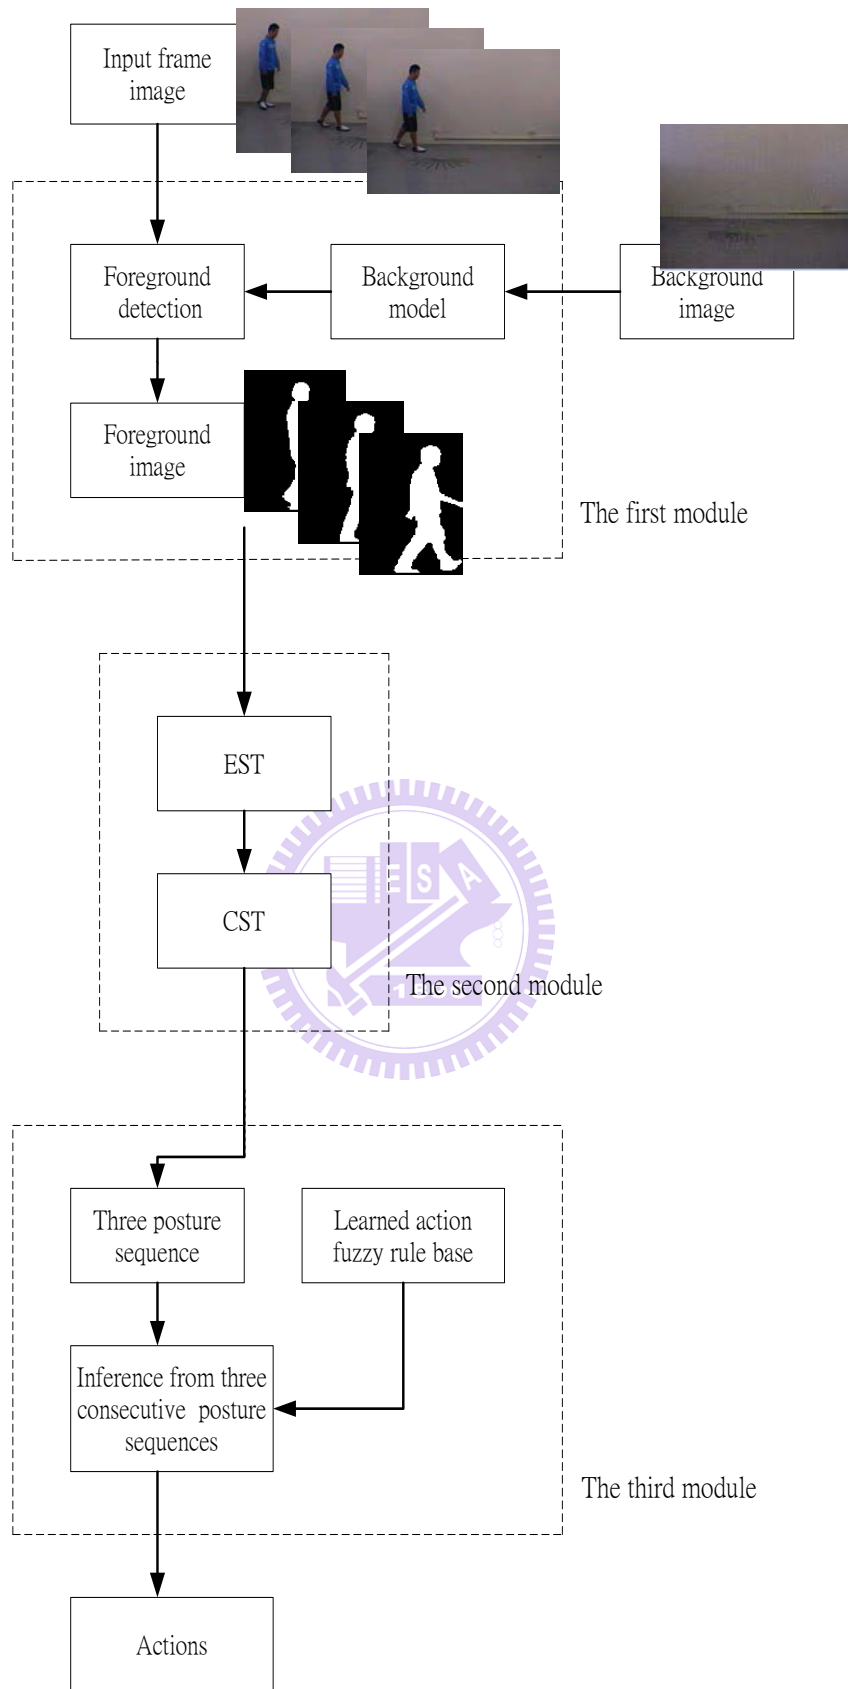 Input frame
image
Foreground
detection
Background
model
Background
image
Foreground
image
The first module
EST
E S A
CST
The second module
Three posture
sequence
Learned action
fuzzy rule base
Inference from three
consecutive posture
sequences
The third module
Actions